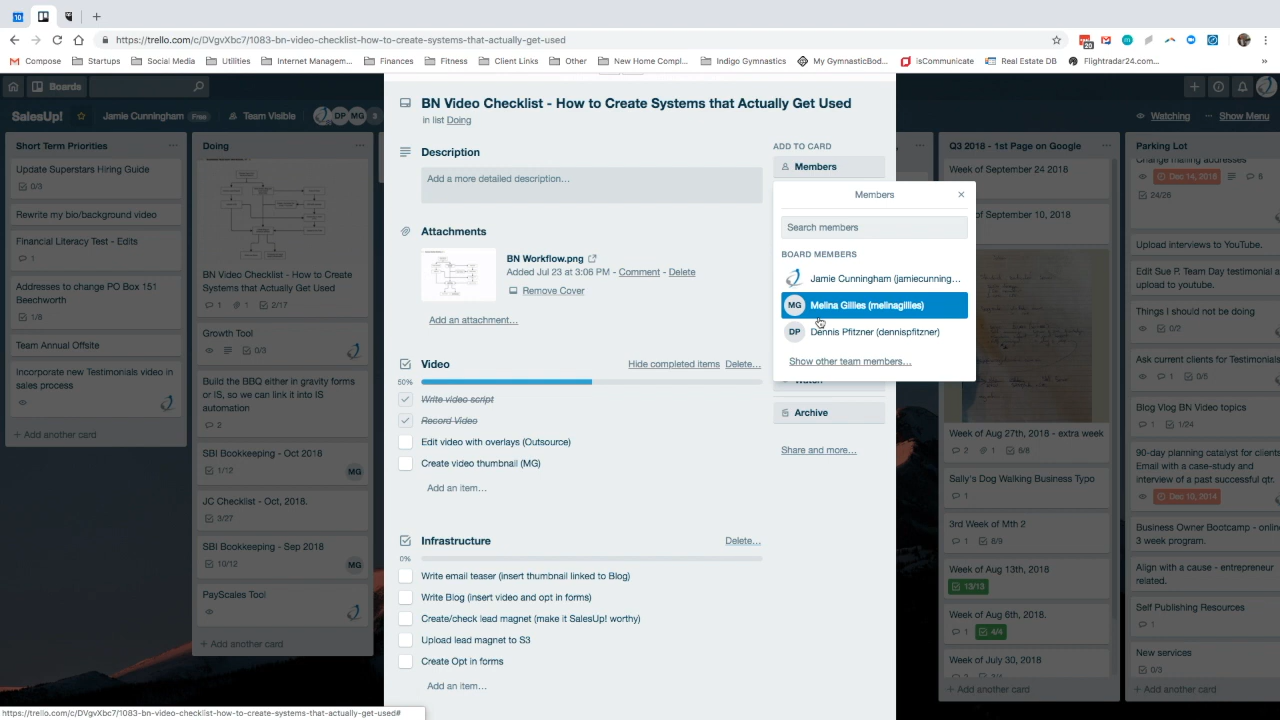 10
https://trello.com/c/DVgvXbc7/1083-bn-video-checklist-how-to-create-systems-that-actually-get-used
20
Compose
Startups
Social Media
Utilities
Internet Managem...
Finances
Fitness
Client Links
Other
New Home Compl...
Indigo Gymnastics
My GymnasticBod...
isCommunicate
Real Estate DB
Flightradar24.com...
Boards
SalesUp!
Jamie Cunningham
Free
Team Visible
DP
MG
3
Watching
Show Menu
Short Term Priorities
Update Superstars Hiring Guide
0/3
Rewrite my bio/background video
Financial Literacy Test - Edits
1
Addresses to change PO Box 151
Beechworth
1/8
Team Annual Offsite
Incorporate new Testimonials video in
sales process
+ Add another card
Doing
BN Video Checklist - How to Create
Systems that Actually Get Used
1
1
2/17
Growth Tool
0/3
Build the BBQ either in gravity forms
or IS, so we can link it into IS
automation
2
SBI Bookkeeping - Oct 2018
1/12
MG
JC Checklist - Oct, 2018.
3/27
SBI Bookkeeping - Sep 2018
10/12
MG
PayScales Tool
+ Add another card
BN Video Checklist - How to Create Systems that Actually Get Used
in list Doing
Description
Add a more detailed description...
Attachments
BN Workflow.png
Added Jul 23 at 3:06 PM - Comment - Delete
Remove Cover
Add an attachment...
Video
Hide completed items
Delete...
50%
Write video script
Record Video
Edit video with overlays (Outsource)
Create video thumbnail (MG)
Add an item...
Infrastructure
Delete...
0%
Write email teaser (insert thumbnail linked to Blog)
Write Blog (insert video and opt in forms)
Create/check lead magnet (make it SalesUp! worthy)
Upload lead magnet to S3
Create Opt in forms
Add an item...
ADD TO CARD
Members
Members
Search members
BOARD MEMBERS
Jamie Cunningham (jamiecunning...
MG
Melina Gillies (melinagillies)
DP
Dennis Pfitzner (dennispfitzner)
Show other team members...
Watch
Archive
Share and more...
Q3 2018 - 1st Page on Google
Week of September 24 2018
of September 10, 2018
Week of Aug 27th, 2018 - extra week
2
1
6/8
Sally's Dog Walking Business Typo
1
3rd Week of Mth 2
1
8/9
Week of Aug 13th, 2018
13/13
Week of Aug 6th, 2018.
1
4/4
Week of July 30, 2018
+ Add another card
Parking Lot
Change mailing addresses
Dec 14, 2018
8
24/26
Upload interviews to YouTube.
Edit Sue P. Team Day testimonial a
upload to youtube.
Things I should not be doing
0/2
Ask current clients for Testimonials
1
0/5
Blog Vlog BN Video topics
1
1/24
90-day planning catalyst for clients
Email with a case-study and
interview of a past successful qtr.
Dec 10, 2014
Business Owner Bootcamp - online
3 week program.
Align with a cause - entrepreneur
related.
Self Publishing Resources
1
New services
0/3
+ Add another card
https://trello.com/c/DVgvXbc7/1083-bn-video-checklist-how-to-create-systems-that-actually-get-used#